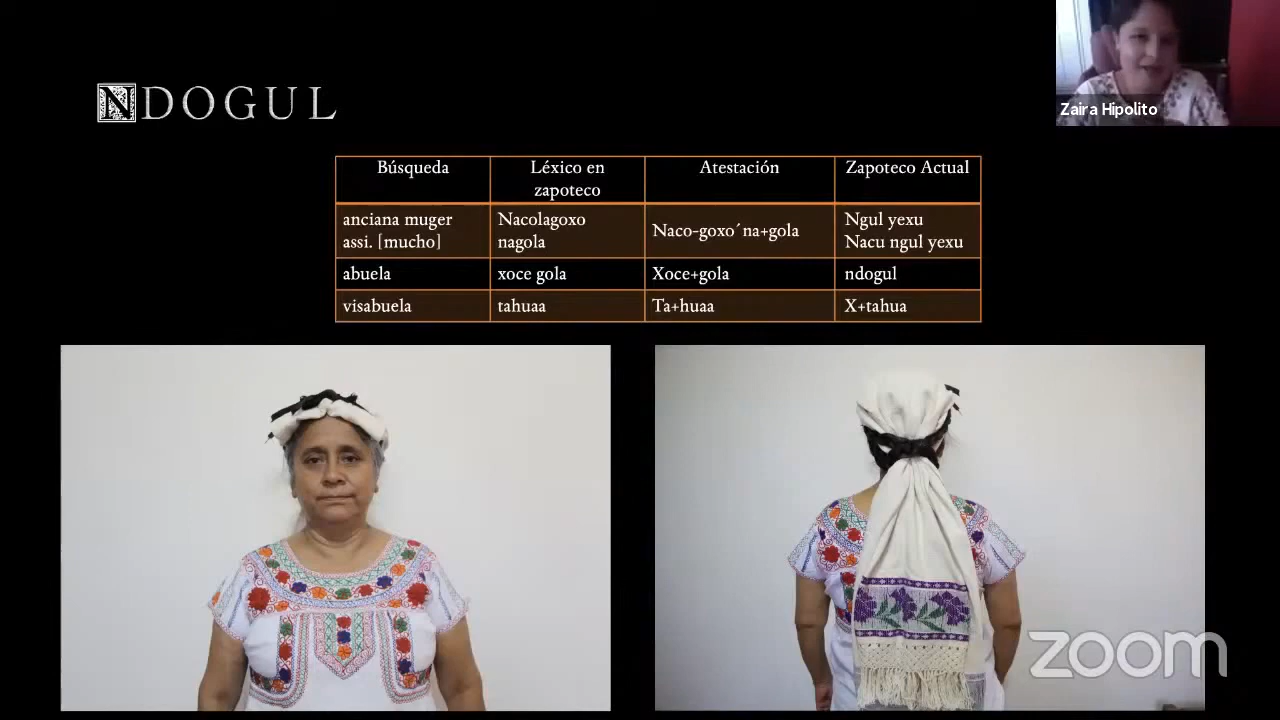 NDOGUL
Zaira Hipolito
Búsqueda
Léxico en
zapoteco
Atestación
Zapoteco Actual
anciana muger
assi. [mucho]
Nacolagoxo
nagola
Naco-goxo´na+gola
Ngul yexu
Nacu ngul yexu
abuela
xoce gola
Xoce+gola
ndogul
visabuela
tahuaa
Ta+huaa
X+tahua
zoom